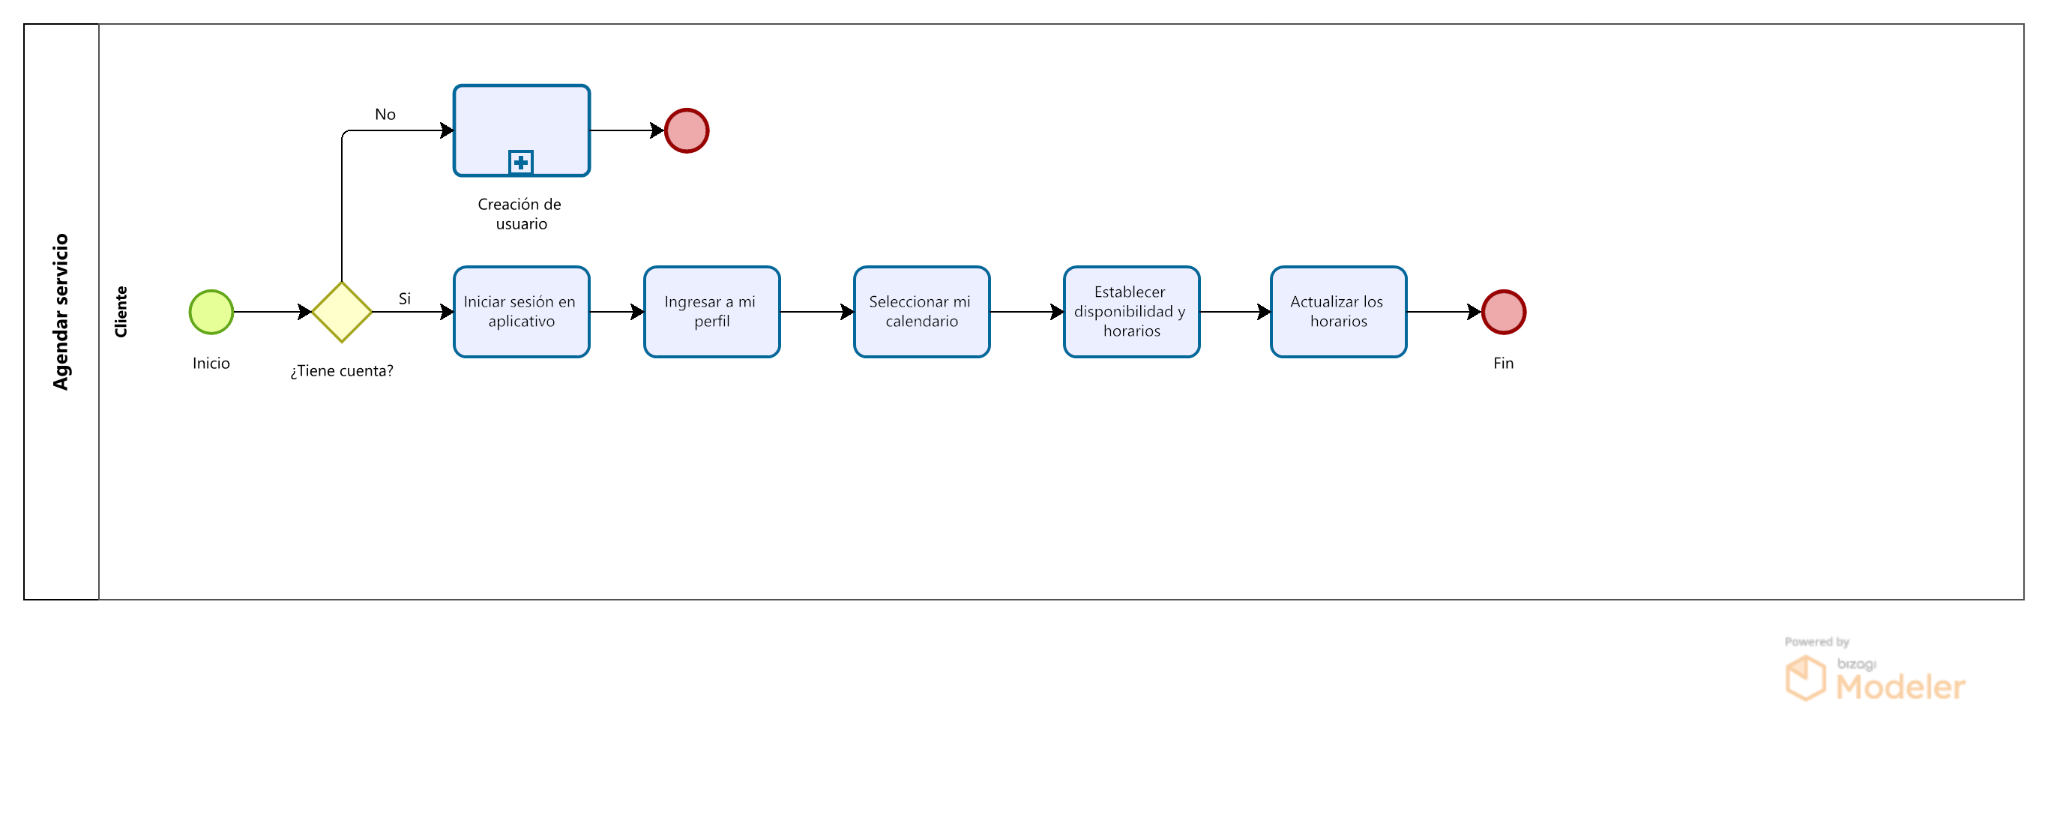 Agendar servicio
Cliente
No
Creación de
usuario
Inicio
¿Tiene cuenta?
Si
Iniciar sesión en
aplicativo
Ingresar a mi
perfil
Seleccionar mi
calendario
Establecer
disponibilidad y
horarios
Actualizar los
horarios
Fin
Powered by
bizagi
Modeler